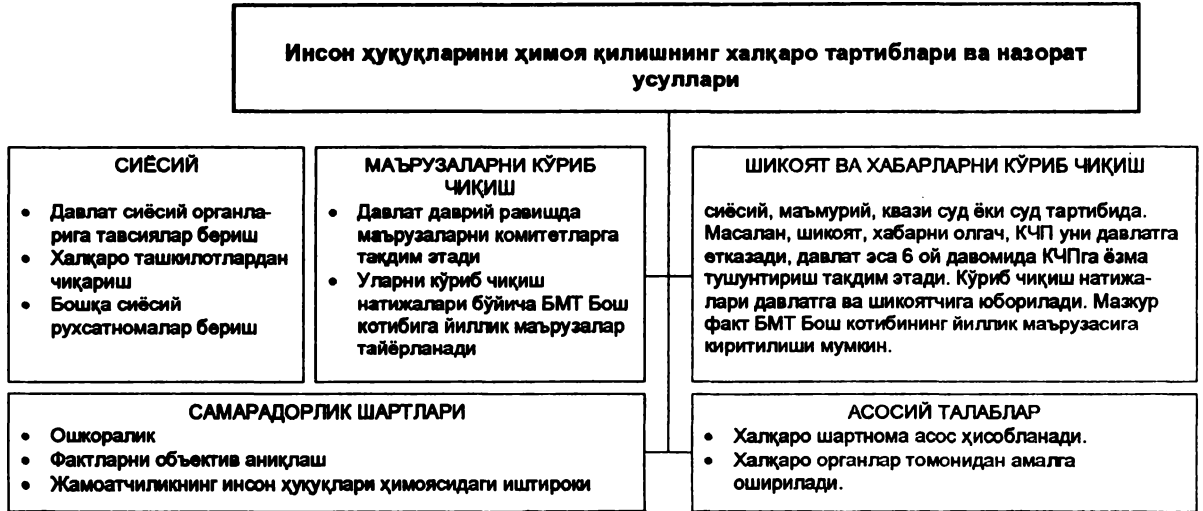 Инсон ҳуқуқларини ҳимоя қилишнинг халқаро тартиблари ва назорат
усуллари
СИЁСИЙ
• Давлат сиёсий органла-
рига тавсиялар бериш
• Халқаро ташкилотлардан
чиқариш
• Бошқа сиёсий
рухсатномалар бериш
МАЪРУЗАЛАРНИ КЎРИБ
ЧИҚИШ
• Давлат даврий равишда
маърузаларни комитетларга
тақдим этади
• Уларни кўриб чиқиш
натижалари бўйича БМТ Бош
котибига йиллик маърузалар
тайёрланади
ШИКОЯТ ВА ХАБАРЛАРНИ КЎРИБ ЧИҚИШ
сиёсий, маъмурий, квази суд ёки суд тартибида.
Масалан, шикоят, хабарни олгач, КЧП уни давлатга
етказади, давлат эса 6 ой давомида КЧПга ёзма
тушунтириш тақдим этади. Кўриб чиқиш натижа-
лари давлатга ва шикоятчига юборилади. Мазкур
факт БМТ Бош котибининг йиллик маърузасига
киритилиши мумкин.
САМАРАДОРЛИК ШАРТЛАРИ
• Ошкоралик
• Фактларни объектив аниқлаш
• Жамоатчиликнинг инсон ҳуқуқлари ҳимоясидаги иштироки
АСОСИЙ ТАЛАБЛАР
• Халқаро шартнома асос ҳисобланади.
• Халқаро органлар томонидан амалга
оширилади.